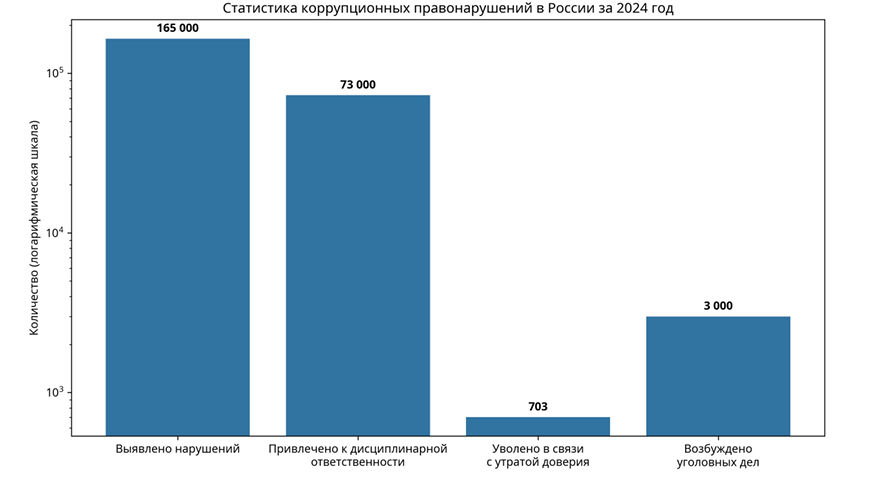 Статистика коррупционных правонарушений в России за 2024 год
165 000
73 000
703
3 000
Количество (логарифмическая шкала)
10⁵
10⁴
10³
Выявлено нарушений
Привлечено к дисциплинарной
ответственности
Уволено в связи
с утратой доверия
Возбуждено
уголовных дел